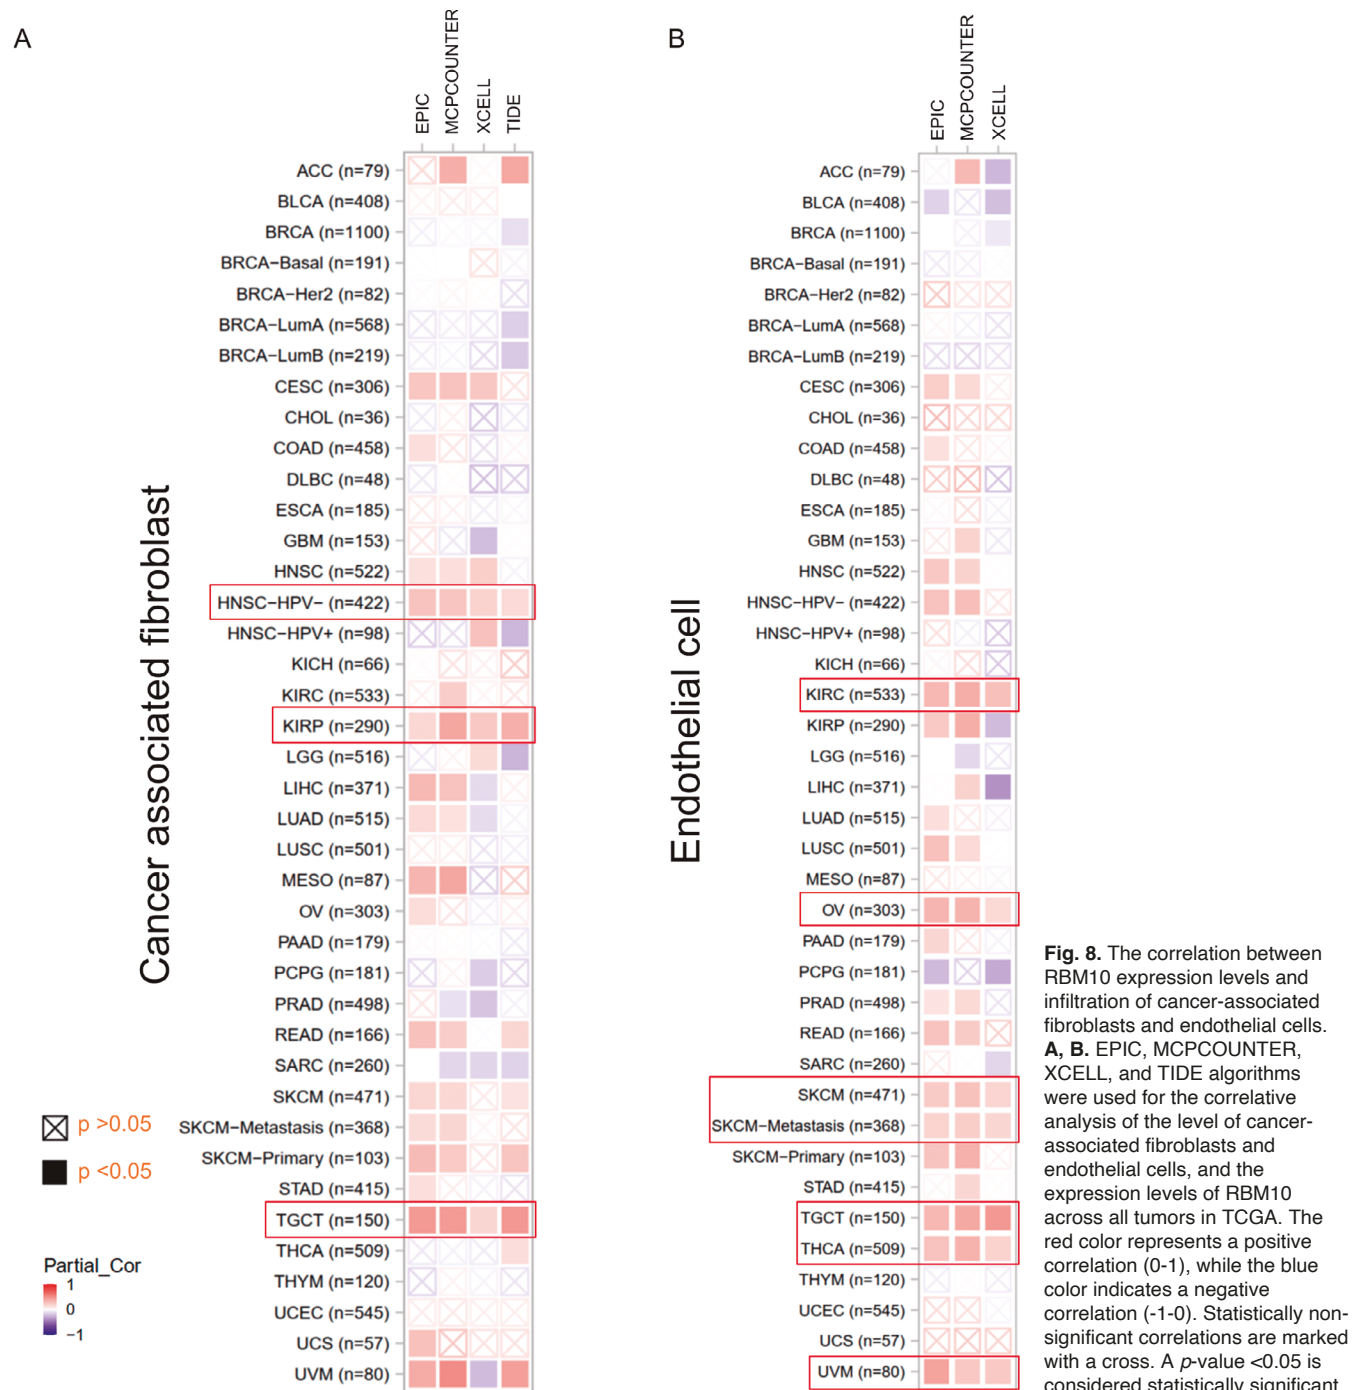 A
EPIC
MCPCOUNTER
XCELL
TIDE
Cancer associated fibroblast
ACC (n=79)
BLCA (n=408)
BRCA (n=1100)
BRCA−Basal (n=191)
BRCA−Her2 (n=82)
BRCA−LumA (n=568)
BRCA−LumB (n=219)
CESC (n=306)
CHOL (n=36)
COAD (n=458)
DLBC (n=48)
ESCA (n=185)
GBM (n=153)
HNSC (n=522)
HNSC−HPV− (n=422)
HNSC−HPV+ (n=98)
KICH (n=66)
KIRC (n=533)
KIRP (n=290)
LGG (n=516)
LIHC (n=371)
LUAD (n=515)
LUSC (n=501)
MESO (n=87)
OV (n=303)
PAAD (n=179)
PCPG (n=181)
PRAD (n=498)
READ (n=166)
SARC (n=260)
SKCM (n=471)
SKCM−Metastasis (n=368)
SKCM−Primary (n=103)
STAD (n=415)
TGCT (n=150)
THCA (n=509)
THYM (n=120)
UCEC (n=545)
UCS (n=57)
UVM (n=80)
p >0.05
p <0.05
Partial_Cor
1
0
−1
B
EPIC
MCPCOUNTER
XCELL
Endothelial cell
ACC (n=79)
BLCA (n=408)
BRCA (n=1100)
BRCA−Basal (n=191)
BRCA−Her2 (n=82)
BRCA−LumA (n=568)
BRCA−LumB (n=219)
CESC (n=306)
CHOL (n=36)
COAD (n=458)
DLBC (n=48)
ESCA (n=185)
GBM (n=153)
HNSC (n=522)
HNSC−HPV− (n=422)
HNSC−HPV+ (n=98)
KICH (n=66)
KIRC (n=533)
KIRP (n=290)
LGG (n=516)
LIHC (n=371)
LUAD (n=515)
LUSC (n=501)
MESO (n=87)
OV (n=303)
PAAD (n=179)
PCPG (n=181)
PRAD (n=498)
READ (n=166)
SARC (n=260)
SKCM (n=471)
SKCM−Metastasis (n=368)
SKCM−Primary (n=103)
STAD (n=415)
TGCT (n=150)
THCA (n=509)
THYM (n=120)
UCEC (n=545)
UCS (n=57)
UVM (n=80)
Fig. 8. The correlation between
RBM10 expression levels and
infiltration of cancer-associated
fibroblasts and endothelial cells.
A, B. EPIC, MCPCOUNTER,
XCELL, and TIDE algorithms
were used for the correlative
analysis of the level of cancer-
associated fibroblasts and
endothelial cells, and the
expression levels of RBM10
across all tumors in TCGA. The
red color represents a positive
correlation (0-1), while the blue
color indicates a negative
correlation (-1-0). Statistically non-
significant correlations are marked
with a cross. A p-value <0.05 is
considered statistically significant